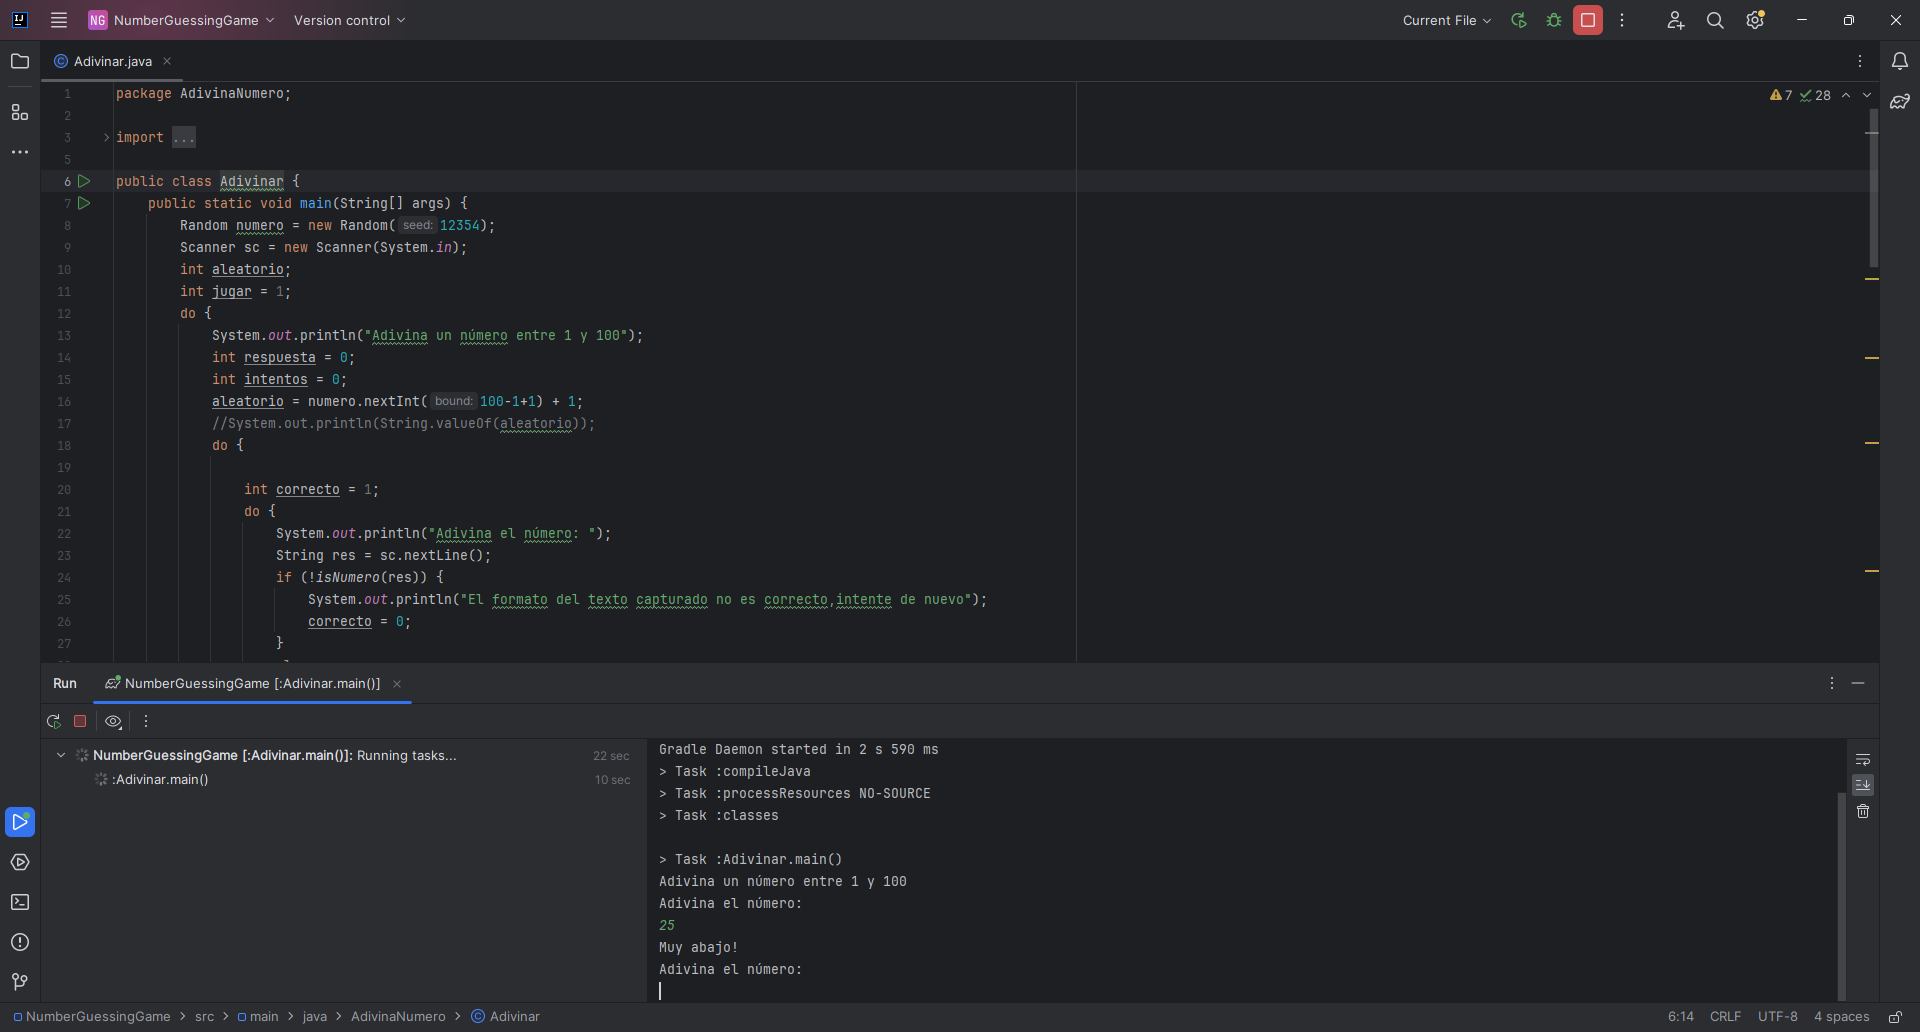 NG NumberGuessingGame Version control Current File
Adivinar.java
1 package AdivinaNumero;
2
3 import ...
5
6 public class Adivinar {
7 public static void main(String[] args) {
8 Random numero = new Random( seed: 12354);
9 Scanner sc = new Scanner(System.in);
10 int aleatorio;
11 int jugar = 1;
12 do {
13 System.out.println("Adivina un número entre 1 y 100");
14 int respuesta = 0;
15 int intentos = 0;
16 aleatorio = numero.nextInt( bound: 100-1+1) + 1;
17 //System.out.println(String.valueOf(aleatorio));
18 do {
19
20 int correcto = 1;
21 do {
22 System.out.println("Adivina el número: ");
23 String res = sc.nextLine();
24 if (!isNumero(res)) {
25 System.out.println("El formato del texto capturado no es correcto,intente de nuevo");
26 correcto = 0;
27 }
7 28
Run NumberGuessingGame [:Adivinar.main()]
NumberGuessingGame [:Adivinar.main()]: Running tasks... 22 sec
:Adivinar.main() 10 sec
Gradle Daemon started in 2 s 590 ms
> Task :compileJava
> Task :processResources NO-SOURCE
> Task :classes
> Task :Adivinar.main()
Adivina un número entre 1 y 100
Adivina el número:
25
Muy abajo!
Adivina el número:
NumberGuessingGame > src > main > java > AdivinaNumero > Adivinar 6:14 CRLF UTF-8 4 spaces